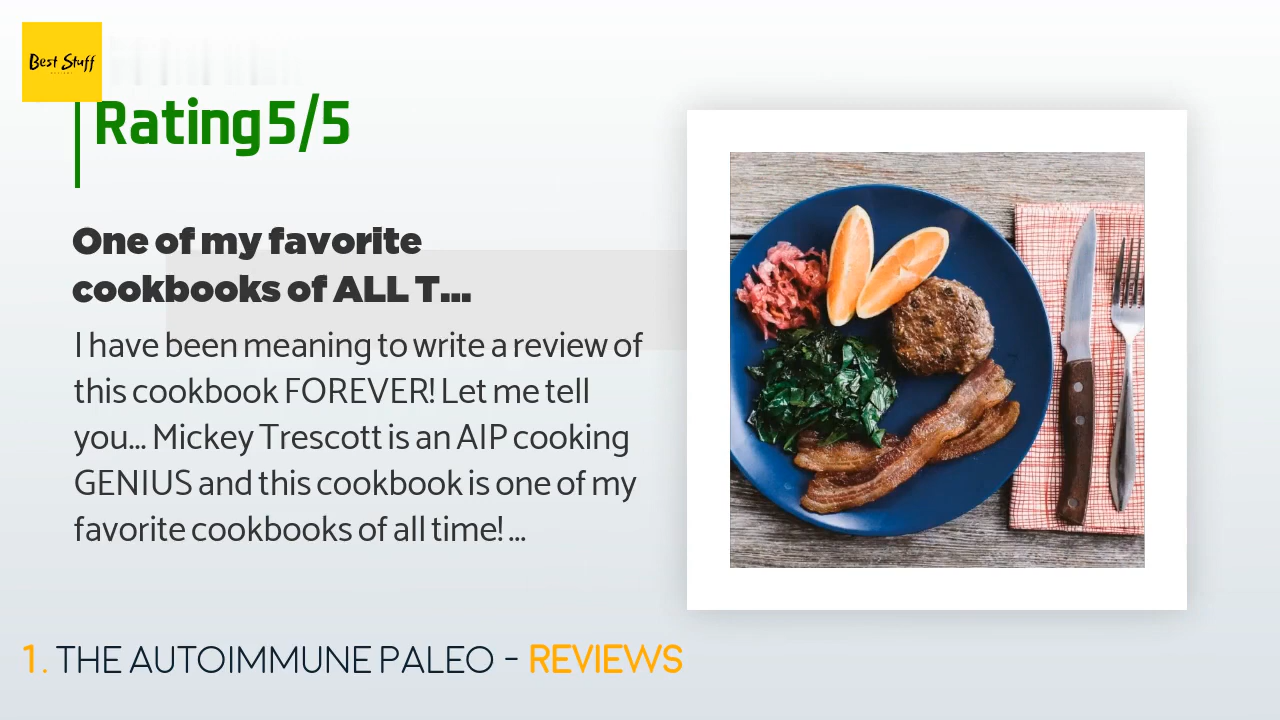 Best Stuff
Rating 5/5
One of my favorite
cookbooks of ALL T...
I have been meaning to write a review of
this cookbook FOREVER! Let me tell
you... Mickey Trescott is an AIP cooking
GENIUS and this cookbook is one of my
favorite cookbooks of all time! ...
1. THE AUTOIMMUNE PALEO - REVIEWS